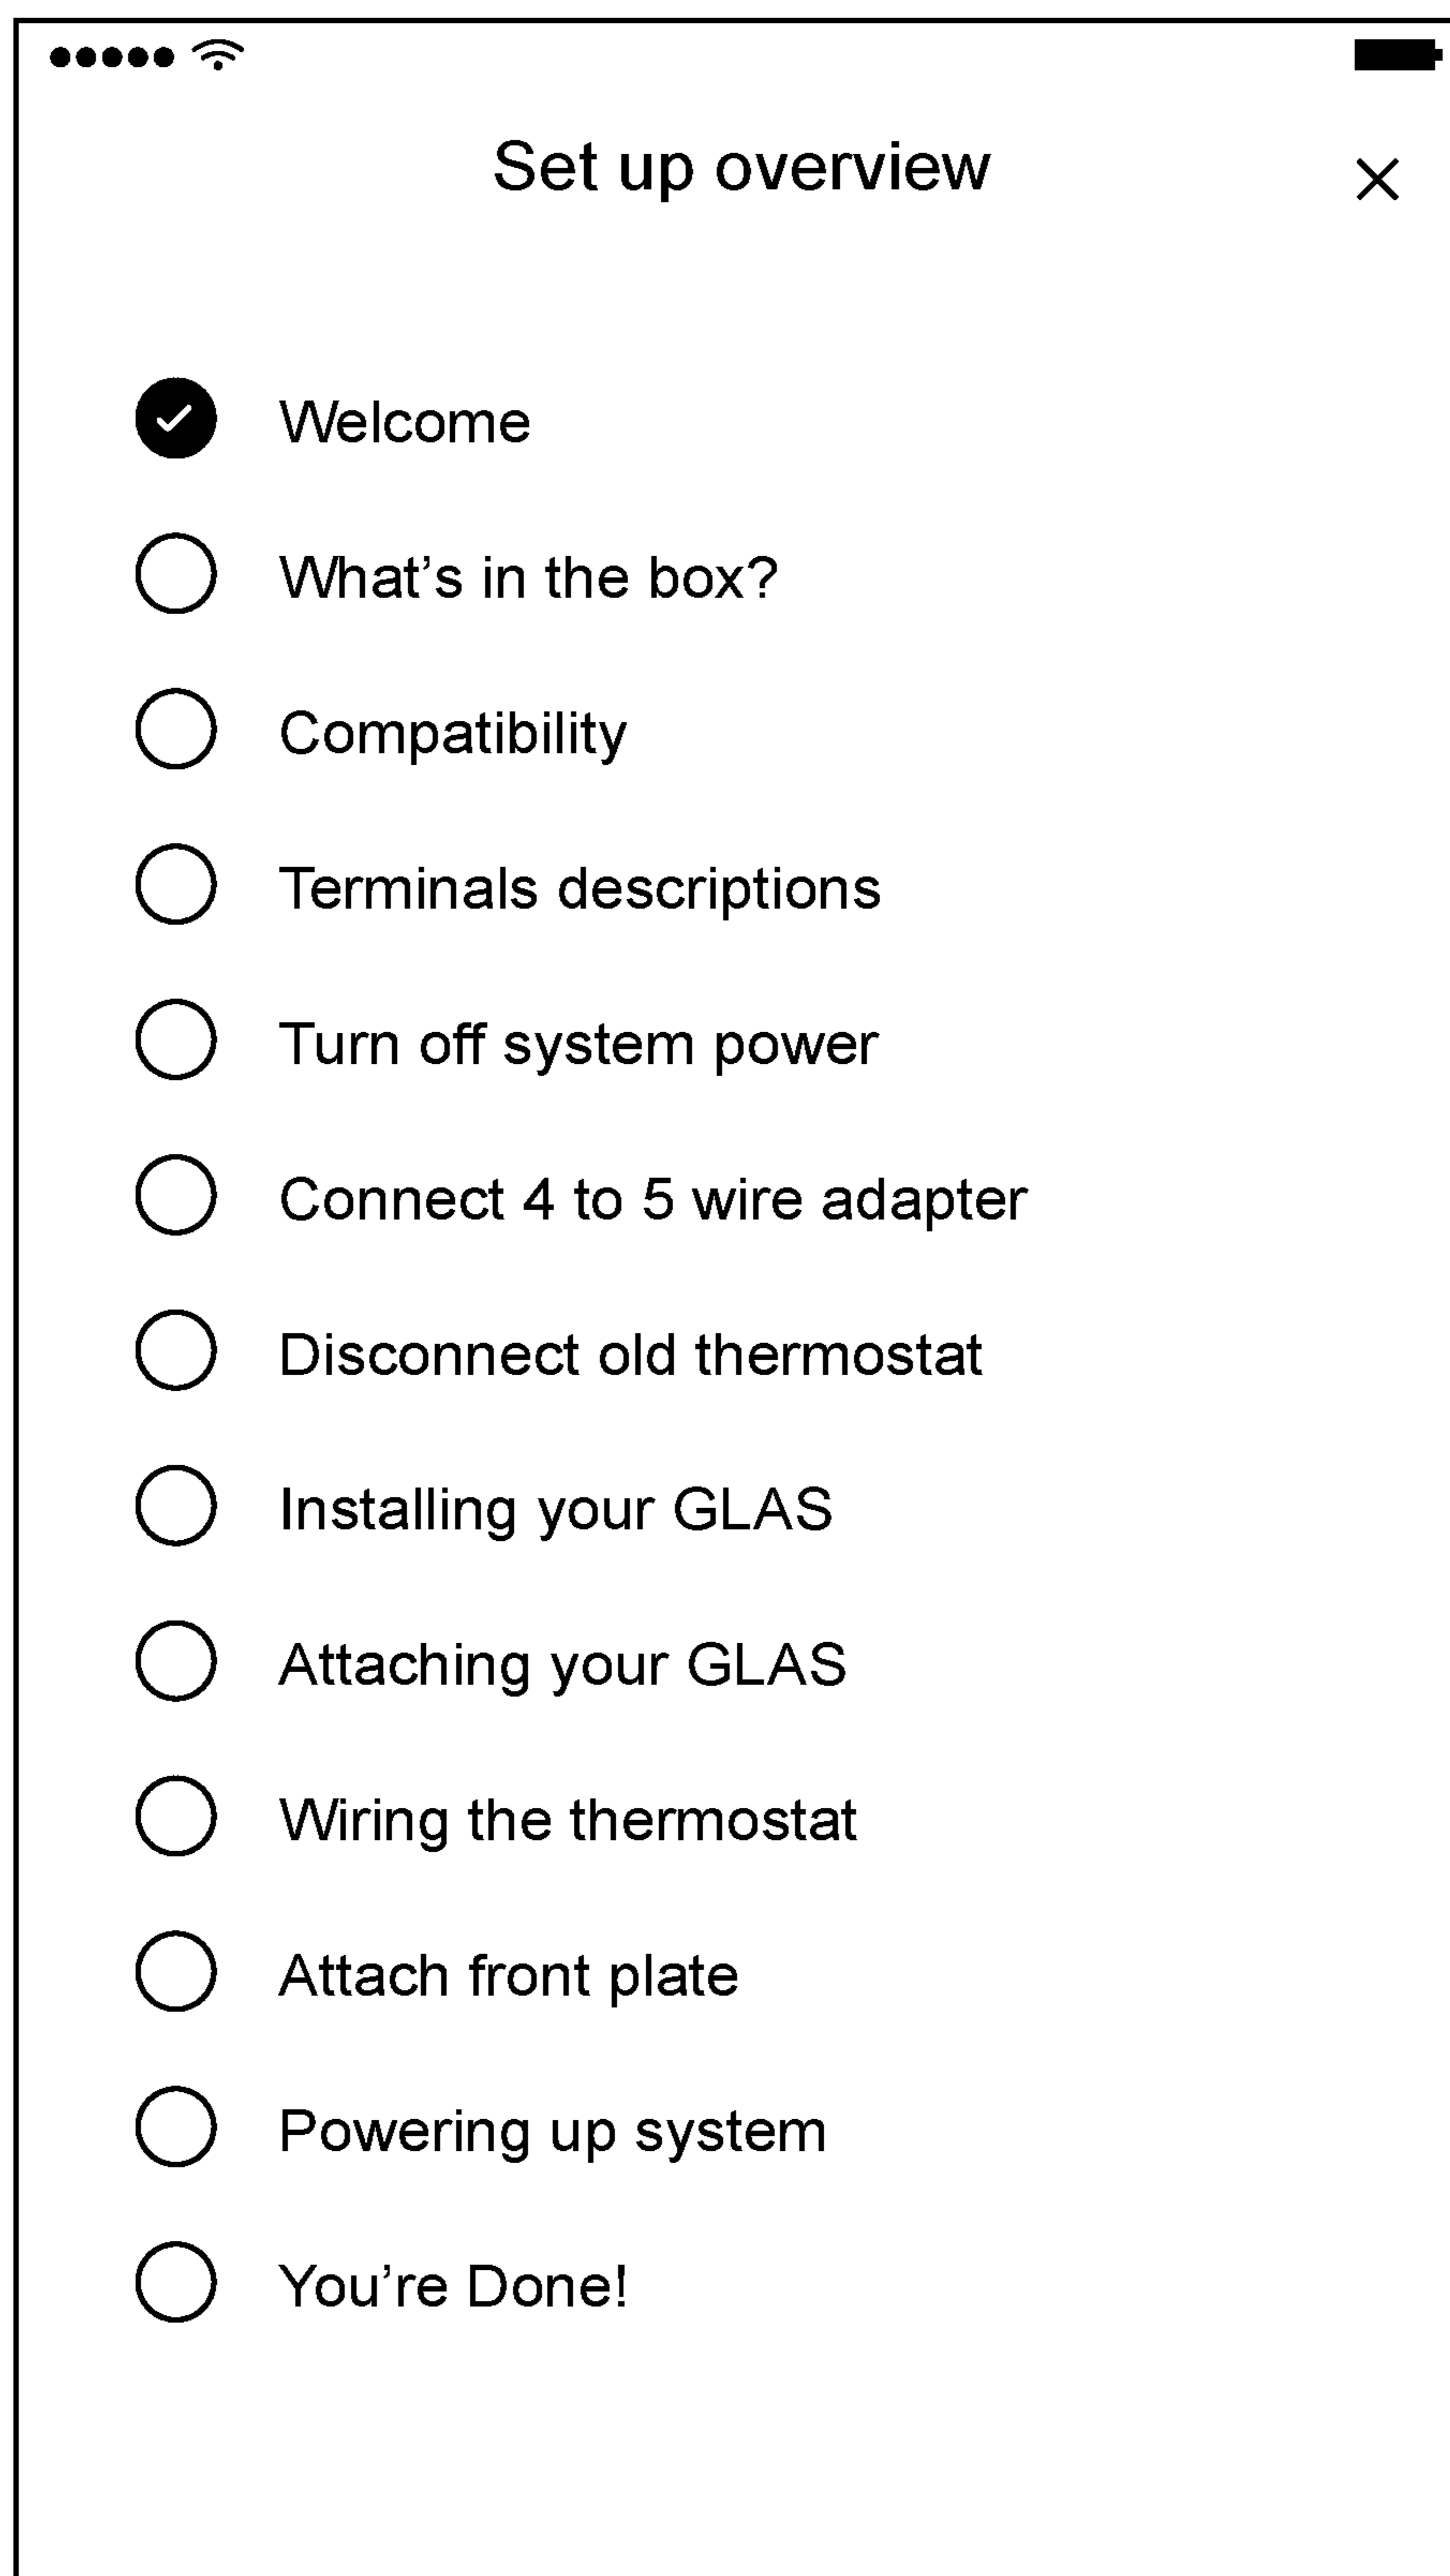 Set up overview
Welcome
What’s in the box?
Compatibility
Terminals descriptions
Turn off system power
Connect 4 to 5 wire adapter
Disconnect old thermostat
Installing your GLAS
Attaching your GLAS
Wiring the thermostat
Attach front plate
Powering up system
You’re Done!